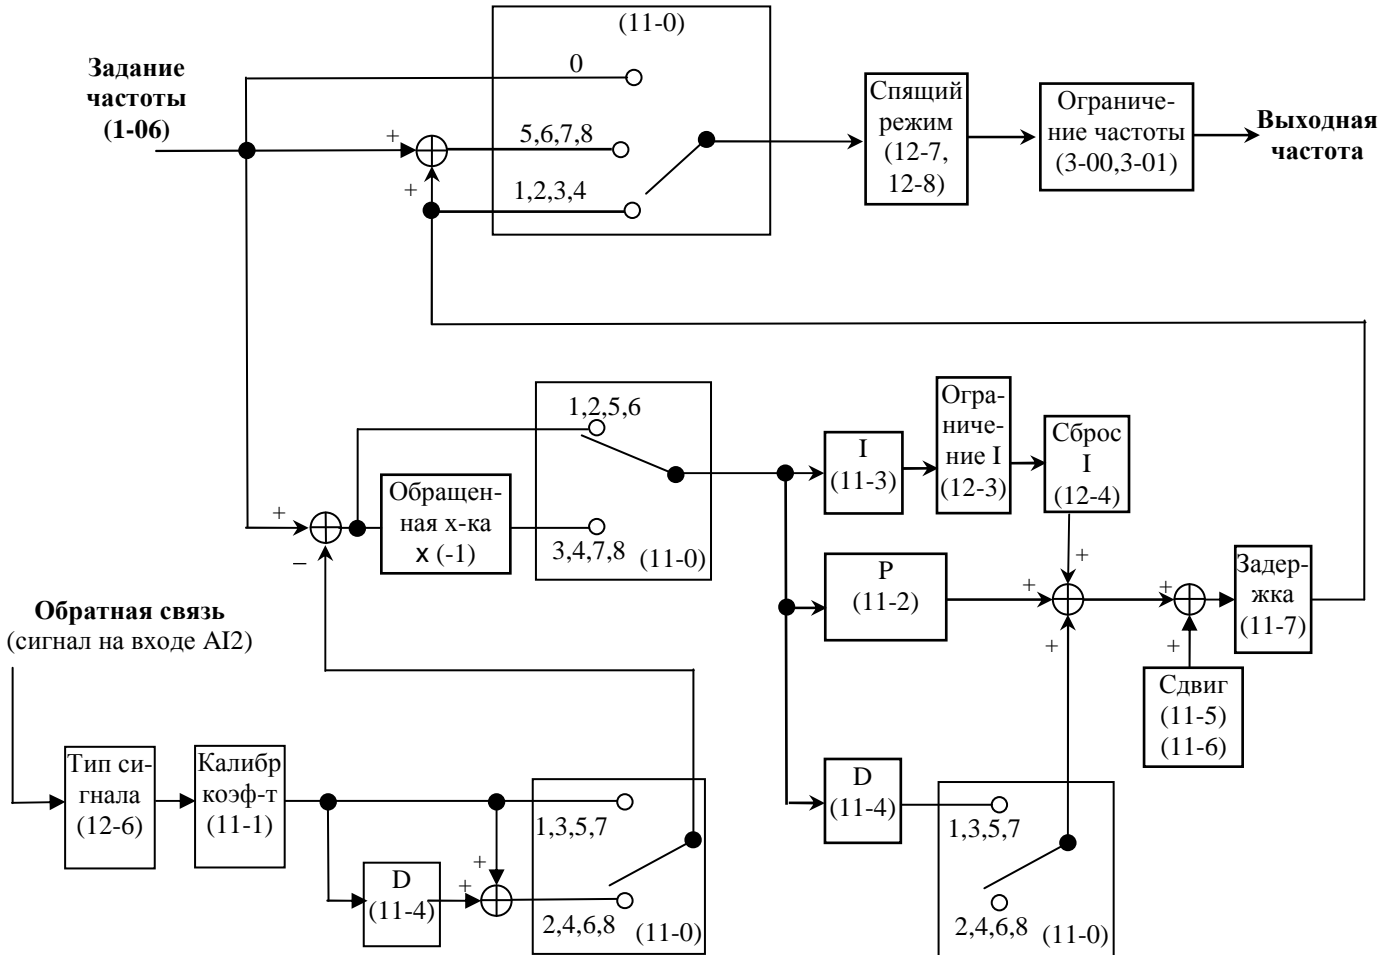 (11-0)
Задание
частоты
(1-06)
0
+
5,6,7,8
+
1,2,3,4
Спящий
режим
(12-7,
12-8)
Ограниче-
ние частоты
(3-00,3-01)
Выходная
частота
1,2,5,6
+
Обращен-
ная х-ка
x (-1)
−
3,4,7,8
(11-0)
I
(11-3)
Огра-
ниче-
ние I
(12-3)
Сброс
I
(12-4)
+
P
(11-2)
+
+
+
+
Задер-
жка
(11-7)
Сдвиг
(11-5)
(11-6)
Обратная связь
(сигнал на входе AI2)
Тип си-
гнала
(12-6)
Калибр
коэф-т
(11-1)
1,3,5,7
+
D
(11-4)
+
2,4,6,8
(11-0)
D
(11-4)
1,3,5,7
2,4,6,8
(11-0)